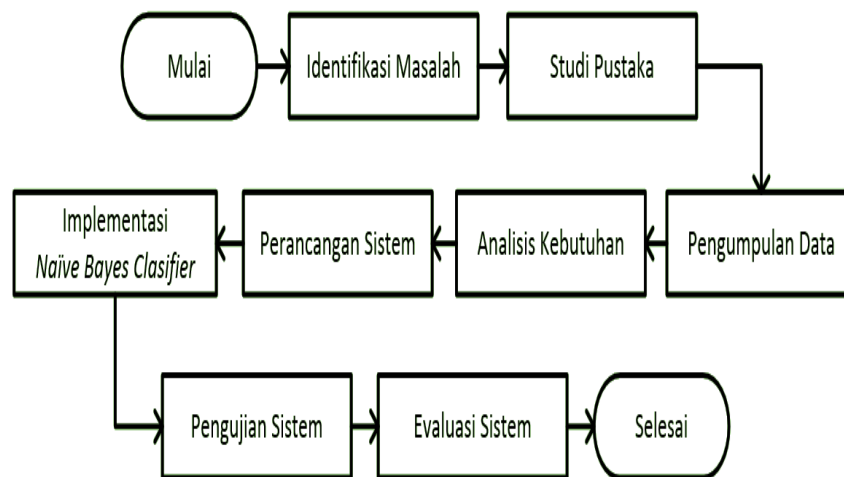 Mulai
Identifikasi Masalah
Studi Pustaka
Pengumpulan Data
Analisis Kebutuhan
Perancangan Sistem
Implementasi
Naïve Bayes Clasifier
Pengujian Sistem
Evaluasi Sistem
Selesai